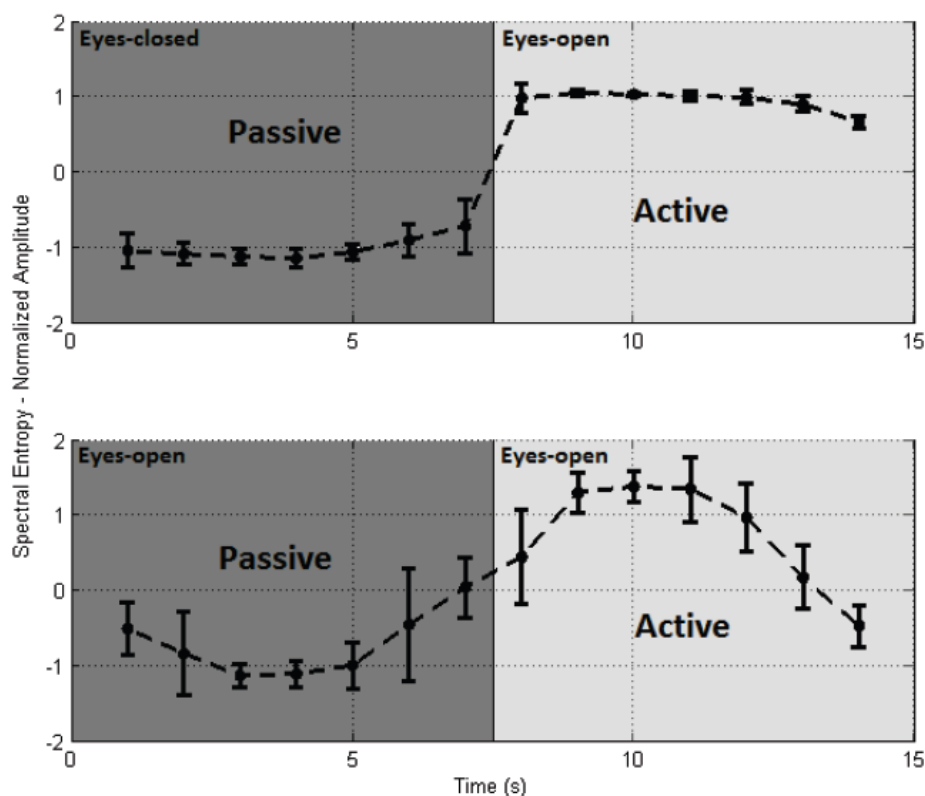 Spectral Entropy - Normalized Amplitude
2
1
0
-1
-2
Eyes-closed
Eyes-open
Passive
Active
0
5
10
15
2
1
0
-1
-2
Eyes-open
Eyes-open
Passive
Active
0
5
10
15
Time (s)